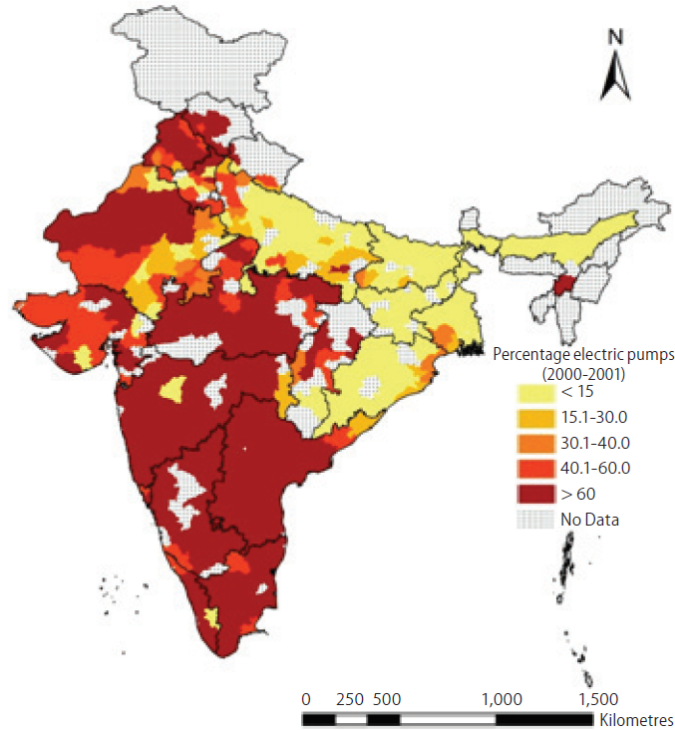 N
Percentage electric pumps
(2000-2001)
< 15
15.1-30.0
30.1-40.0
40.1-60.0
> 60
No Data
0 250 500 1,000 1,500
Kilometres